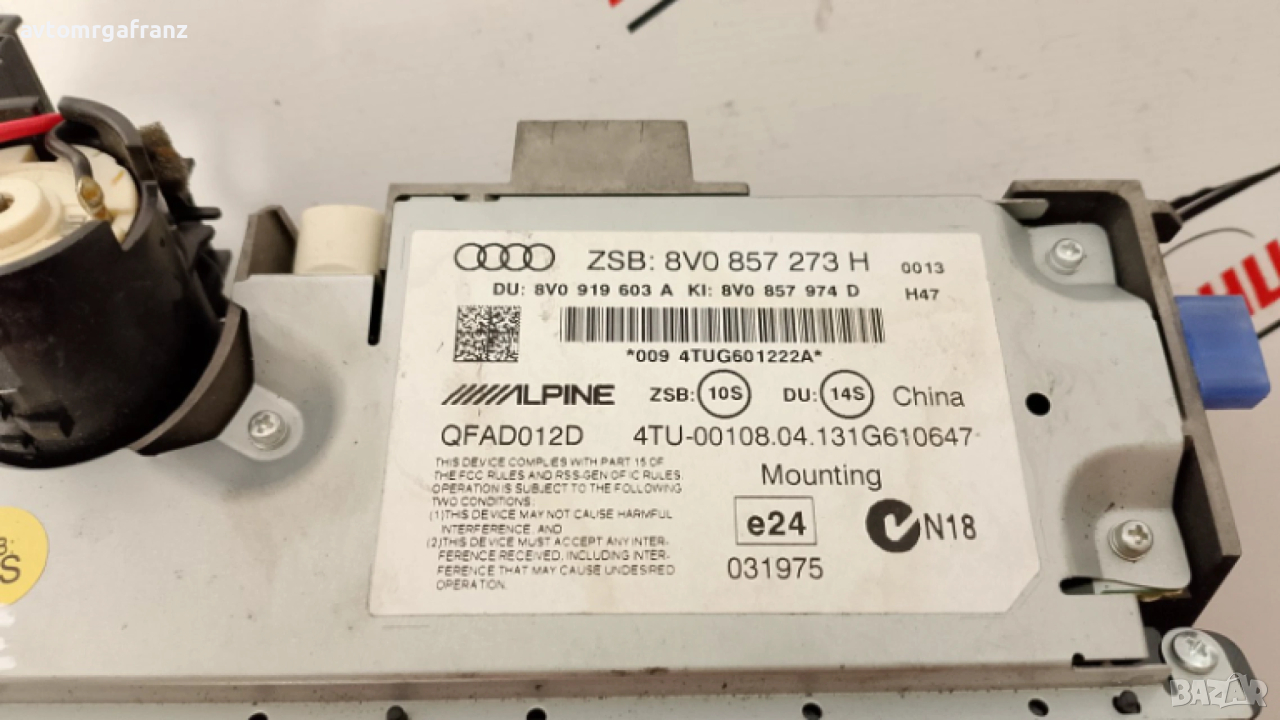 avtomrgafranz
ZSB: 8V0 857 273 H 0013
DU: 8V0 919 603 A KI: 8V0 857 974 D H47
*009 4TUG601222A*
ALPINE ZSB: 10S DU: 14S China
QFAD012D 4TU-00108.04.131G610647
THIS DEVICE COMPLIES WITH PART 15 OF
THE FCC RULES AND RSS-GEN OF IC RULES.
OPERATION IS SUBJECT TO THE FOLLOWING
TWO CONDITIONS:
(1)THIS DEVICE MAY NOT CAUSE HARMFUL
INTERFERENCE, AND
(2)THIS DEVICE MUST ACCEPT ANY INTER-
FERENCE RECEIVED, INCLUDING INTER-
FERENCE THAT MAY CAUSE UNDESIRED
OPERATION.
Mounting
e24 N18
031975
S
BAZAR